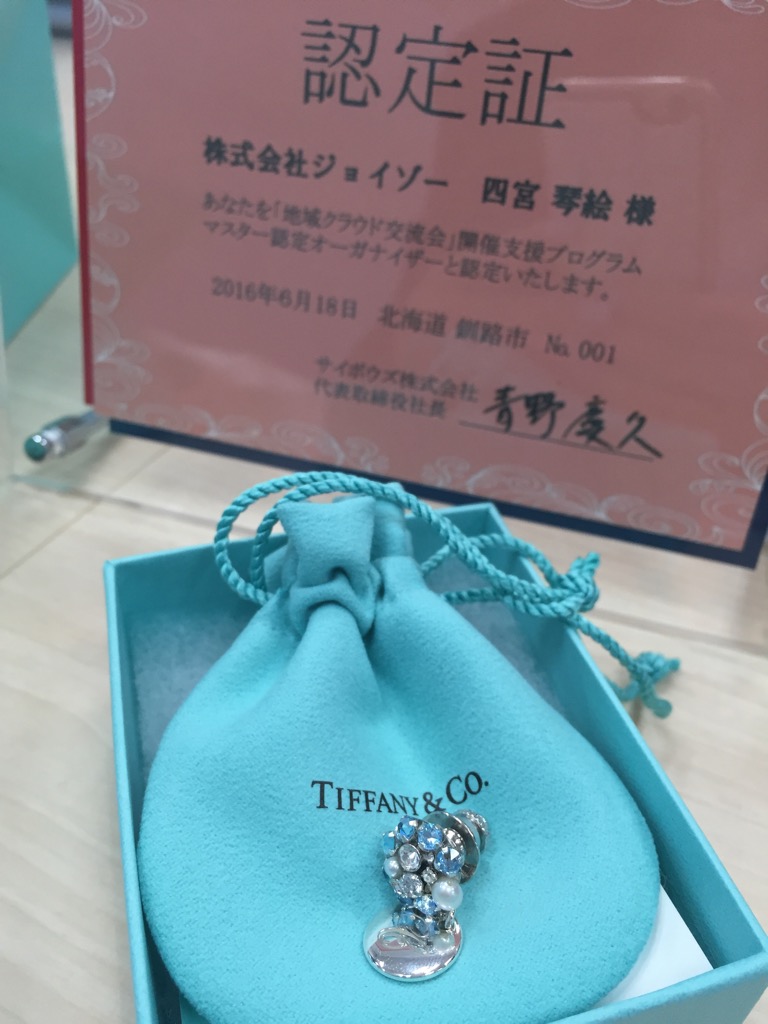 認定証
株式会社ジョイゾー 四宮 琴絵 様
あなたを「地域クラウド交流会」開催支援プログラム
マスター認定オーガナイザーと認定いたします。
2016年6月18日 北海道 釧路市 № 001
サイボウズ株式会社
代表取締役社長 青野慶久
TIFFANY & CO.